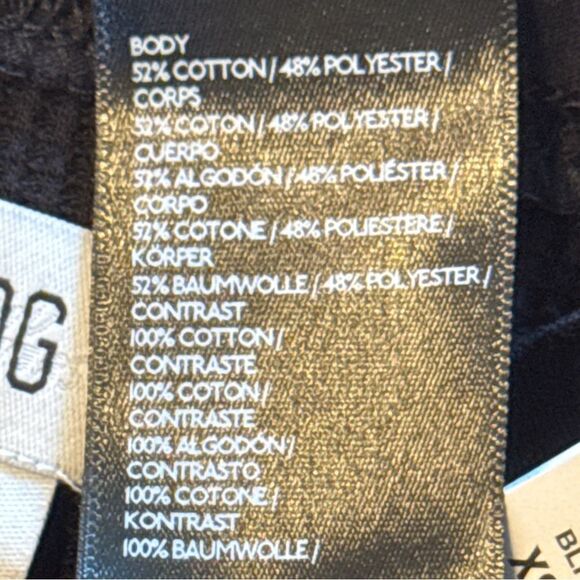 BODY
52% COTTON / 48% POLYESTER /
CORPS
52% COTON / 48% POLYESTER /
CUERPO
52% ALGODÓN / 48% POLIÉSTER /
CORPO
52% COTONE / 48% POLIESTERE /
KÖRPER
52% BAUMWOLLE / 48% POLYESTER /
CONTRAST
100% COTTON /
CONTRASTE
100% COTON /
CONTRASTE
100% ALGODÓN /
CONTRASTO
100% COTONE /
KONTRAST
100% BAUMWOLLE /
OG